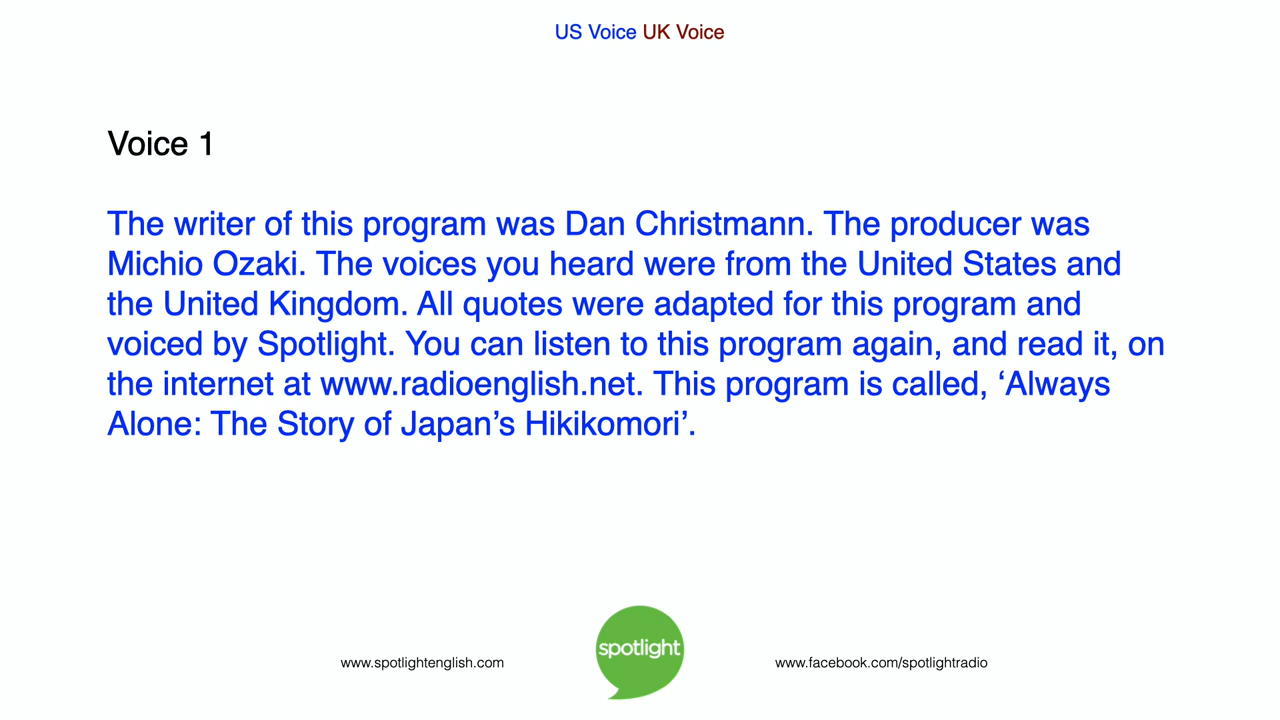 US Voice UK Voice
Voice 1
The writer of this program was Dan Christmann. The producer was
Michio Ozaki. The voices you heard were from the United States and
the United Kingdom. All quotes were adapted for this program and
voiced by Spotlight. You can listen to this program again, and read it, on
the internet at www.radioenglish.net. This program is called, ‘Always
Alone: The Story of Japan’s Hikikomori’.
www.spotlightenglish.com
spotlight
www.facebook.com/spotlightradio